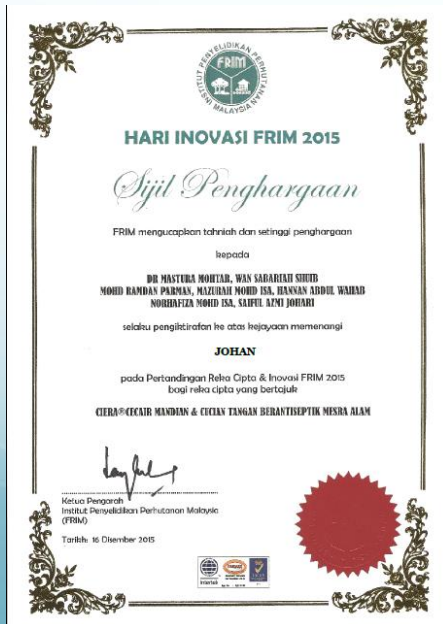 INSTITUT PENYELIDIKAN PERHUTANAN MALAYSIA
FRIM
HARI INOVASI FRIM 2015
Sijil Penghargaan
FRIM mengucapkan tahniah dan setinggi penghargaan
kepada
DR MASTURA MOHTAR, WAN SABARIAH SHUIB
MOHD RAMDAN PARMAN, MAZURAH MOHD ISA, HANNAN ABDUL WAHAB
NORHAFIZA MOHD ISA, SAIFUL AZMI JOHARI
selaku pengiktirafan ke atas kejayaan memenangi
JOHAN
pada Pertandingan Reka Cipta & Inovasi FRIM 2015
bagi reka cipta yang bertajuk
CIERA®CECAIR MANDIAN & CUCIAN TANGAN BERANTISEPTIK MESRA ALAM
Ketua Pengarah
Institut Penyelidikan Perhutanan Malaysia
(FRIM)
Tarikh: 16 Disember 2015
Intertek